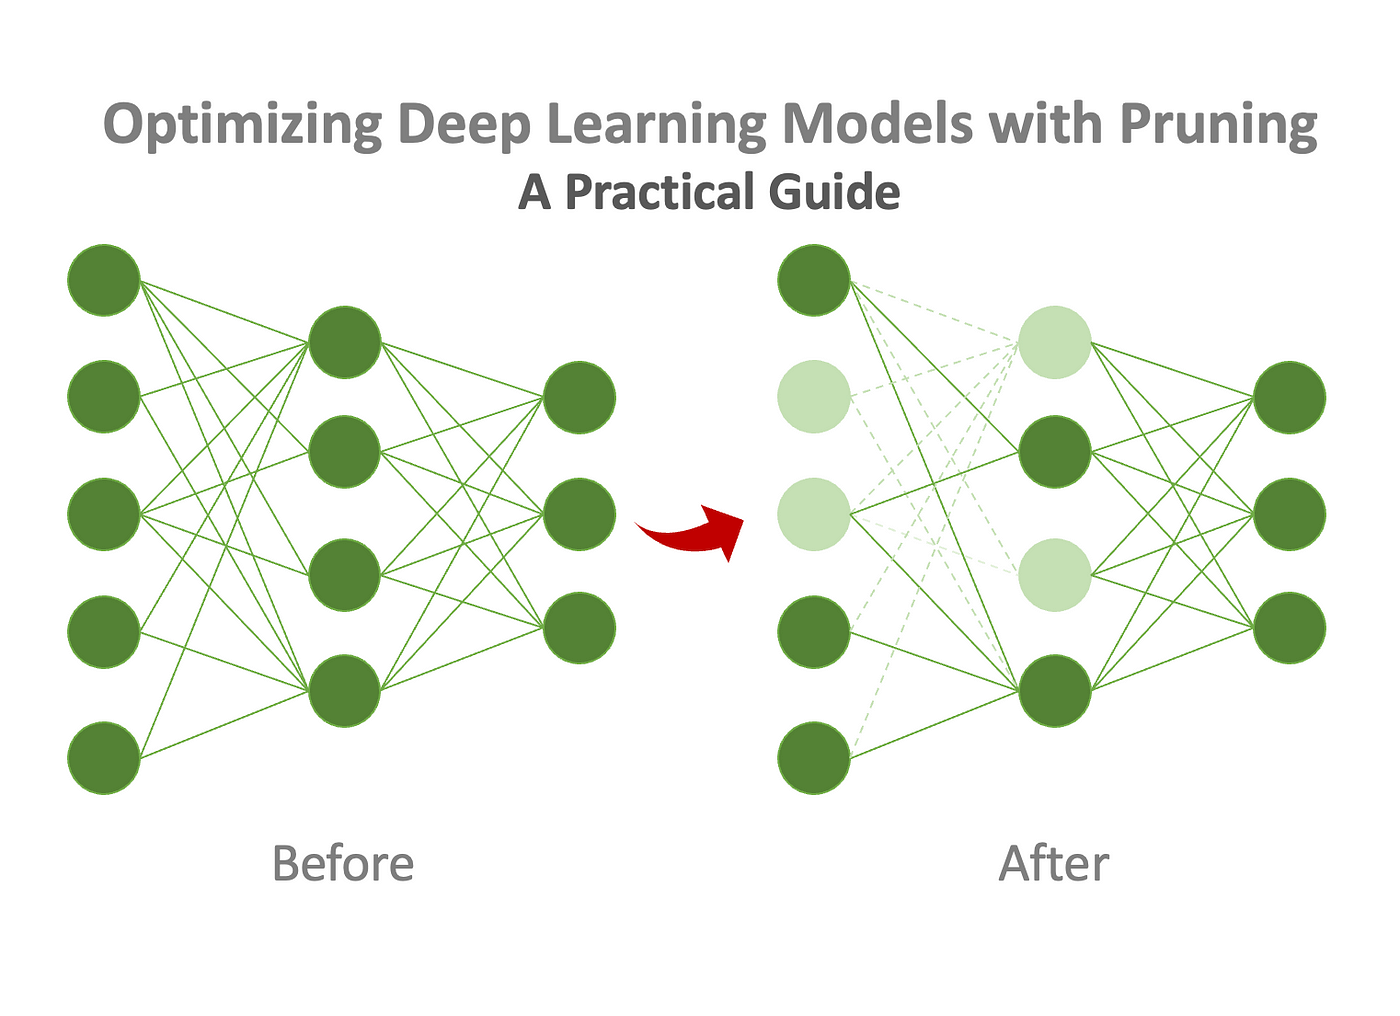 Optimizing Deep Learning Models with Pruning
A Practical Guide
Before
After